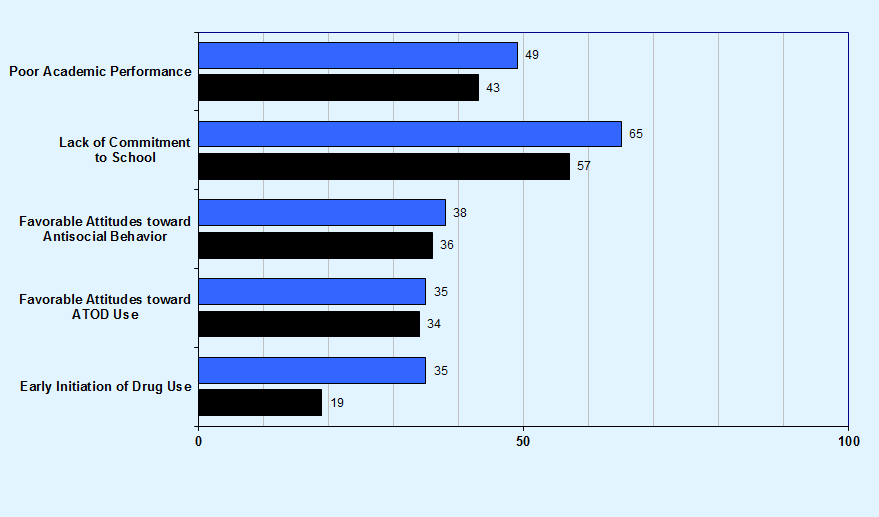 Poor Academic Performance
49
43
Lack of Commitment
to School
65
57
Favorable Attitudes toward
Antisocial Behavior
38
36
Favorable Attitudes toward
ATOD Use
35
34
Early Initiation of Drug Use
35
19
0 50 100